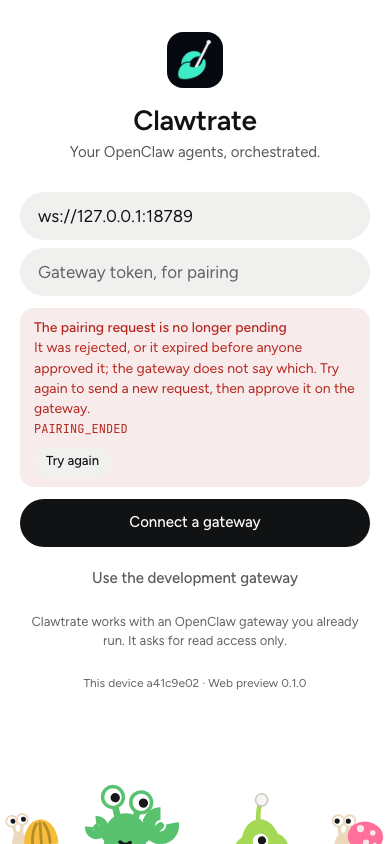 Clawtrate
Your OpenClaw agents, orchestrated.
ws://127.0.0.1:18789
Gateway token, for pairing
The pairing request is no longer pending
It was rejected, or it expired before anyone
approved it; the gateway does not say which. Try
again to send a new request, then approve it on the
gateway.
PAIRING_ENDED
Try again
Connect a gateway
Use the development gateway
Clawtrate works with an OpenClaw gateway you already
run. It asks for read access only.
This device a41c9e02 · Web preview 0.1.0